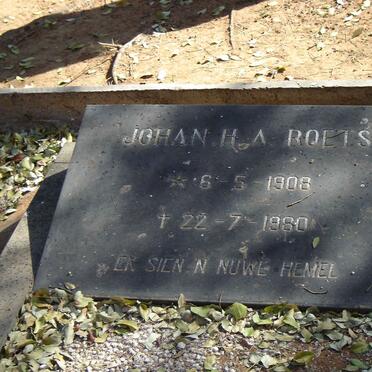 JOHAN H.A ROETS
* 6-5-1908
† 22-7-1980
EK SIEN N NUWE HEMEL